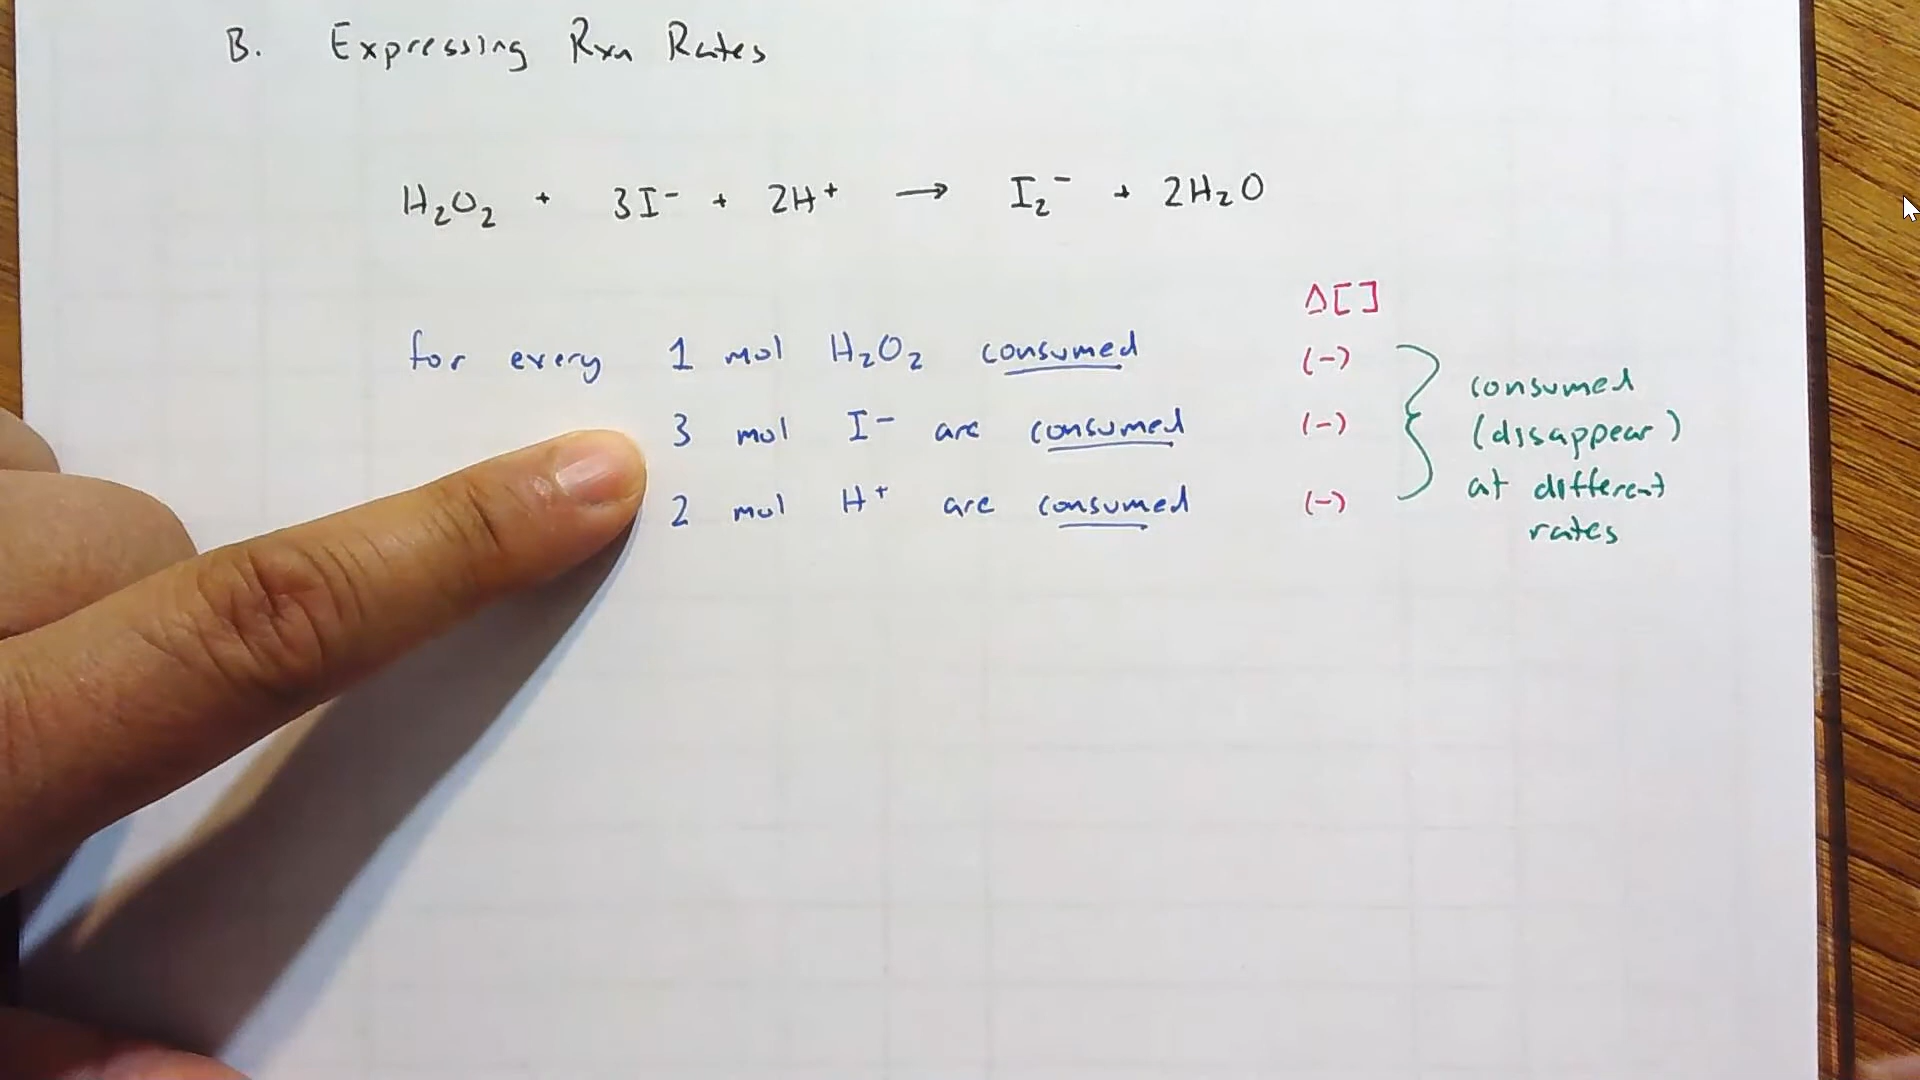 B. Expressing Rxn Rates
H₂O₂ + 3I⁻ + 2H⁺ → I₂⁻ + 2H₂O
Δ[]
for every 1 mol H₂O₂ consumed (-)
3 mol I⁻ are consumed (-)
2 mol H⁺ are consumed (-)
consumed
(disappear)
at different
rates